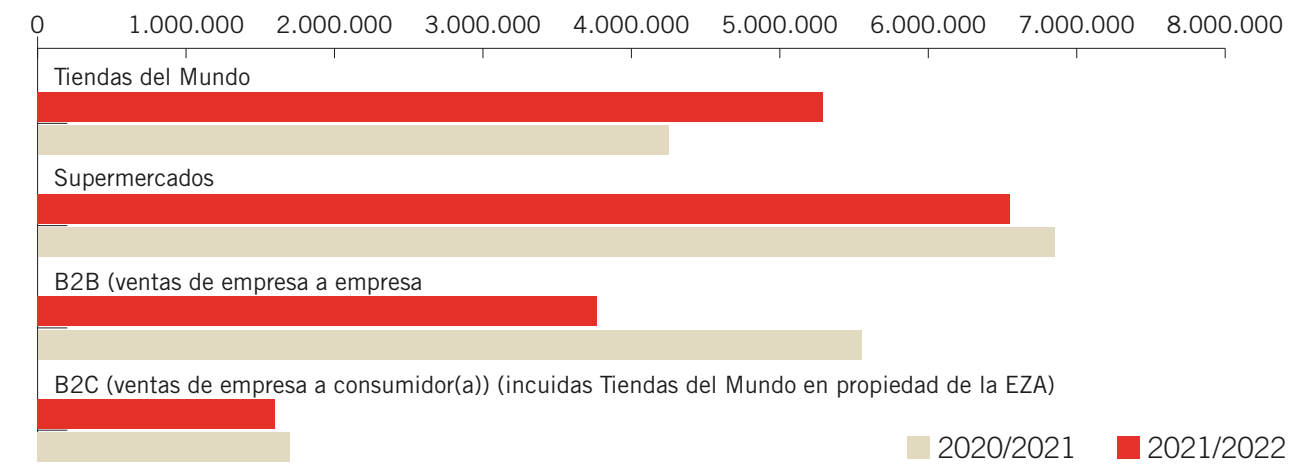 0 1.000.000 2.000.000 3.000.000 4.000.000 5.000.000 6.000.000 7.000.000 8.000.000
Tiendas del Mundo
Supermercados
B2B (ventas de empresa a empresa
B2C (ventas de empresa a consumidor(a)) (incuidas Tiendas del Mundo en propiedad de la EZA)
2020/2021 2021/2022